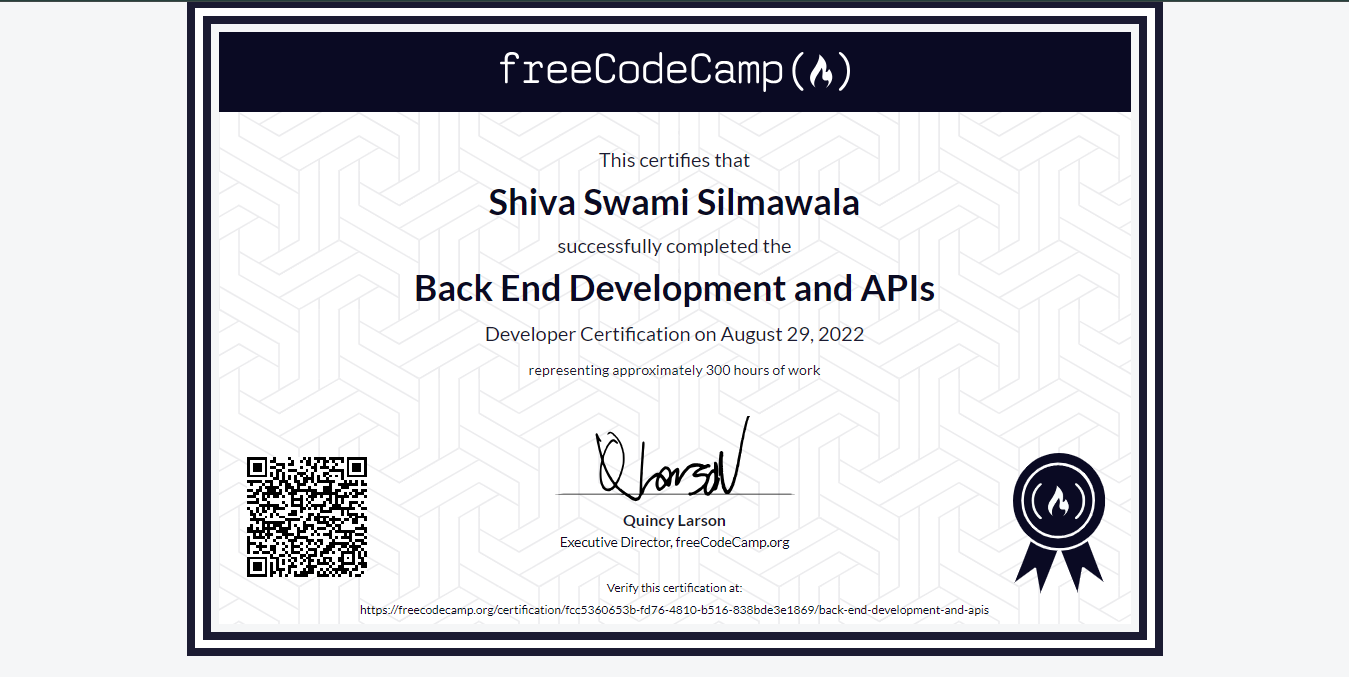 freeCodeCamp
This certifies that
Shiva Swami Silmawala
successfully completed the
Back End Development and APIs
Developer Certification on August 29, 2022
representing approximately 300 hours of work
Q Larson
Quincy Larson
Executive Director, freeCodeCamp.org
Verify this certification at:
https://freecodecamp.org/certification/fcc5360653b-fd76-4810-b516-838bde3e1869/back-end-development-and-apis